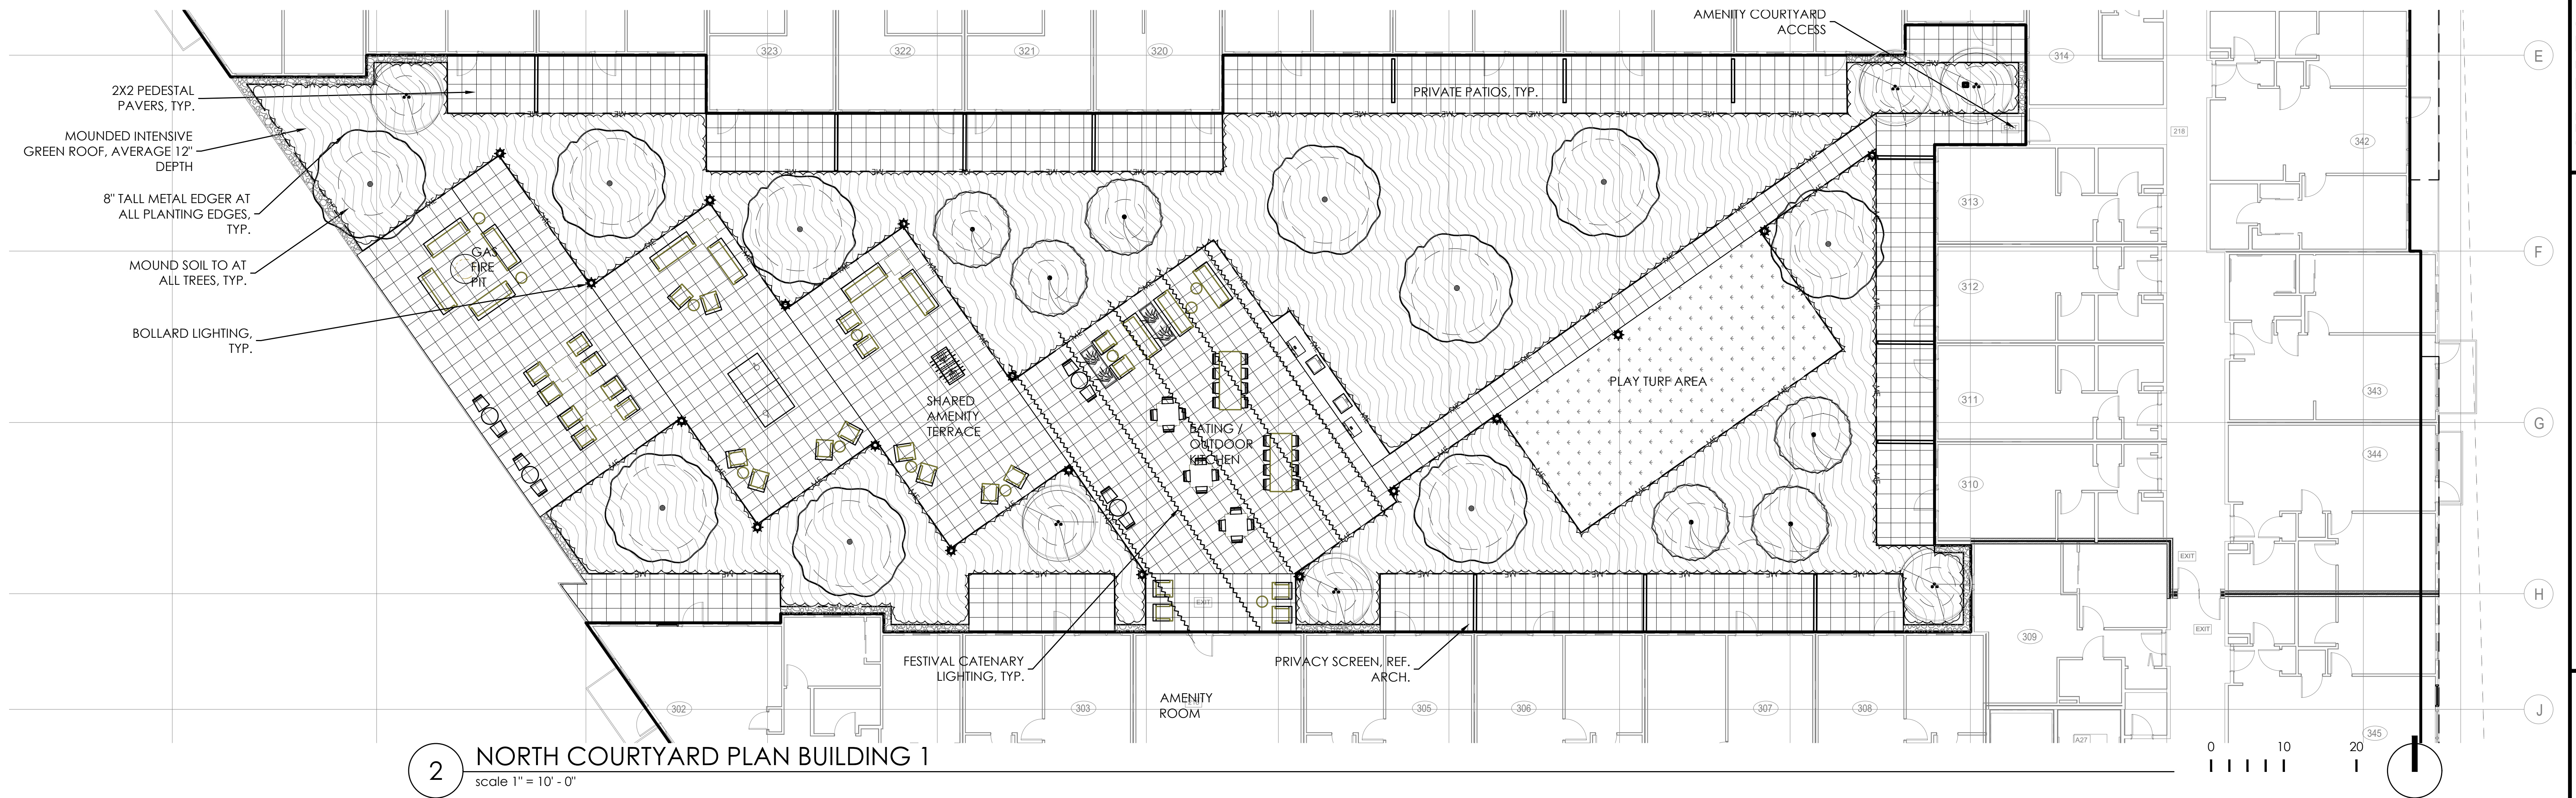 AMENITY COURTYARD
ACCESS
323
322
321
320
314
E
2X2 PEDESTAL
PAVERS, TYP.
PRIVATE PATIOS, TYP.
MOUNDED INTENSIVE
GREEN ROOF, AVERAGE 12"
DEPTH
218
342
8" TALL METAL EDGER AT
ALL PLANTING EDGES,
TYP.
313
MOUND SOIL TO AT
ALL TREES, TYP.
GAS
FIRE
PIT
F
312
BOLLARD LIGHTING,
TYP.
PLAY TURF AREA
343
SHARED
AMENITY
TERRACE
311
EATING /
OUTDOOR
KITCHEN
G
344
310
EXIT
EXIT
H
EXIT
309
FESTIVAL CATENARY
LIGHTING, TYP.
PRIVACY SCREEN, REF.
ARCH.
AMENITY
ROOM
302
303
305
306
307
308
J
345
A27
2
NORTH COURTYARD PLAN BUILDING 1
scale 1" = 10' - 0"
0
10
20